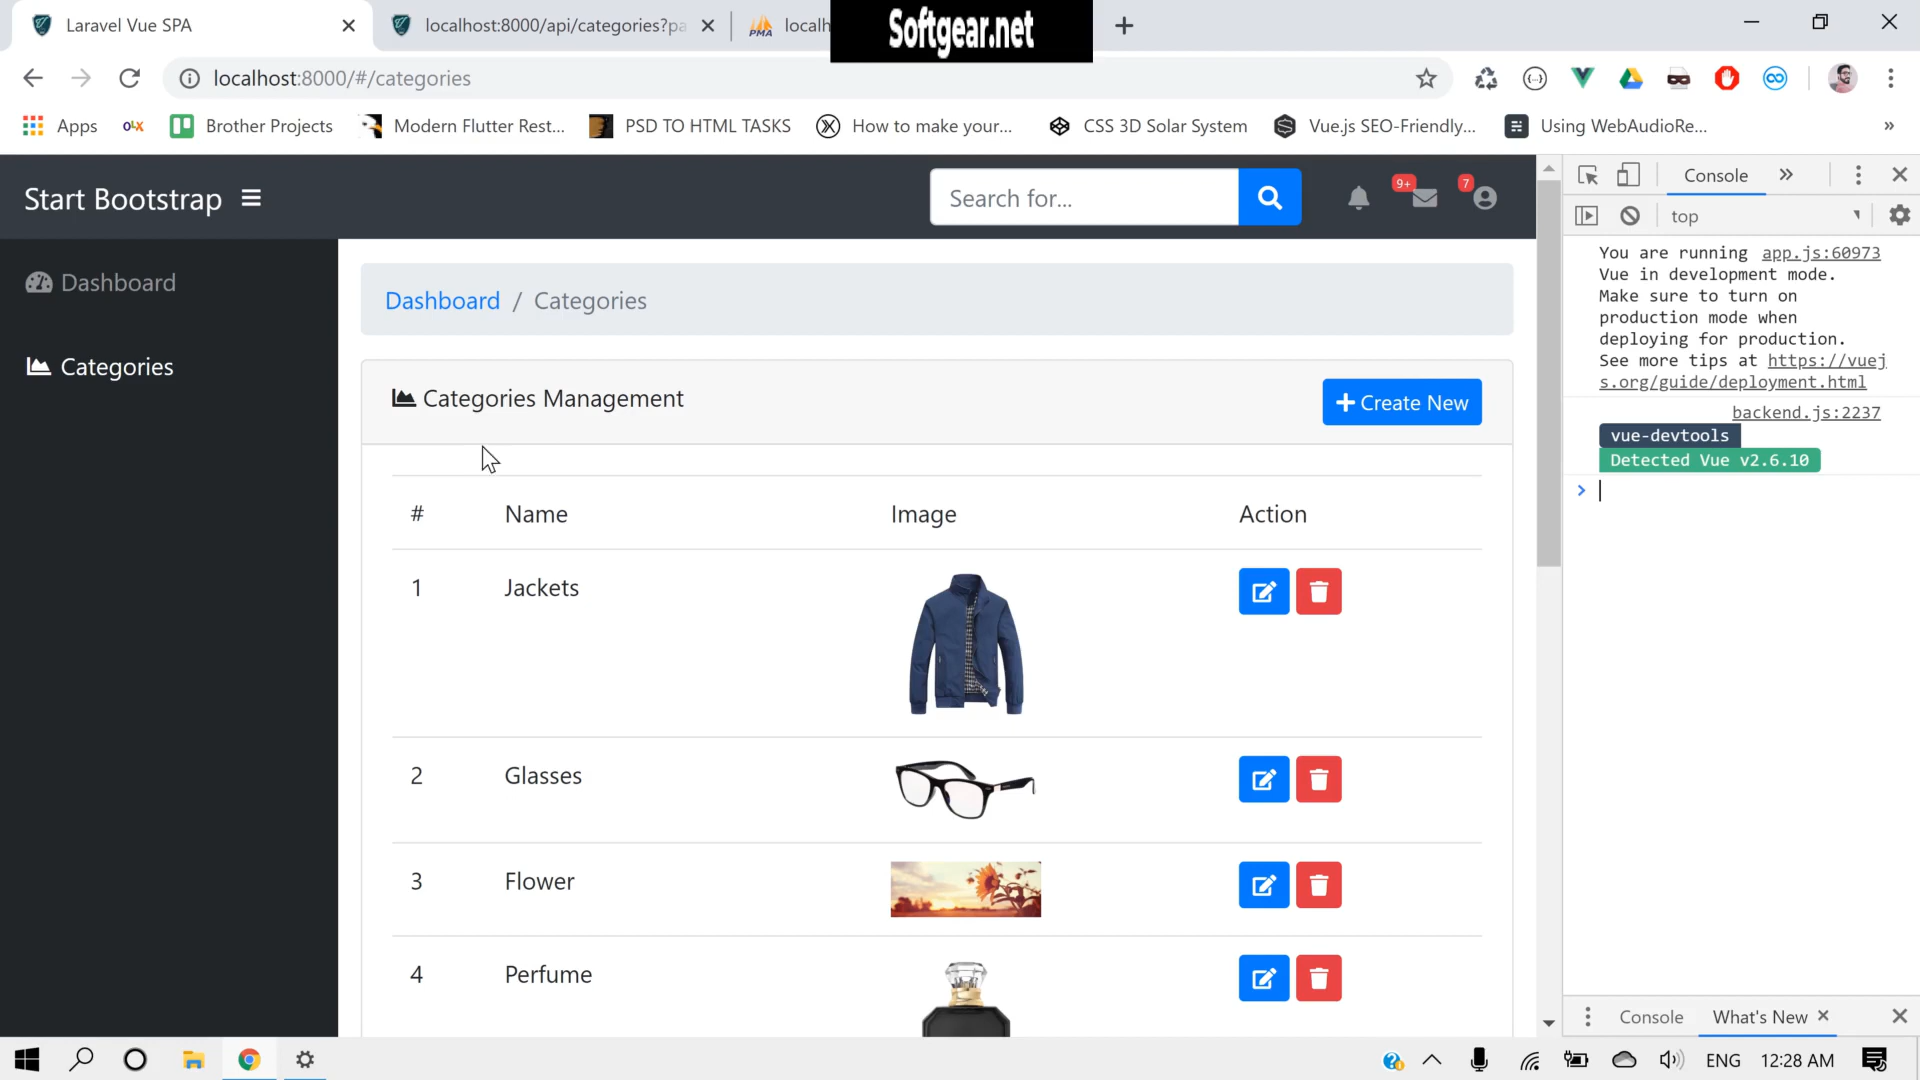 Laravel Vue SPA
localhost:8000/api/categories?pa
PMA
localh
Softgear.net
localhost:8000/#/categories
Apps
OLX
Brother Projects
Modern Flutter Rest...
PSD TO HTML TASKS
How to make your...
CSS 3D Solar System
Vue.js SEO-Friendly...
Using WebAudioRe...
»
Start Bootstrap
Search for...
9+
7
Dashboard
Categories
Dashboard / Categories
Categories Management
Create New
# Name Image Action
1 Jackets
2 Glasses
3 Flower
4 Perfume
Console
»
top
You are running app.js:60973
Vue in development mode.
Make sure to turn on
production mode when
deploying for production.
See more tips at https://vuej
s.org/guide/deployment.html
backend.js:2237
vue-devtools
Detected Vue v2.6.10
>
Console
What's New
ENG
12:28 AM